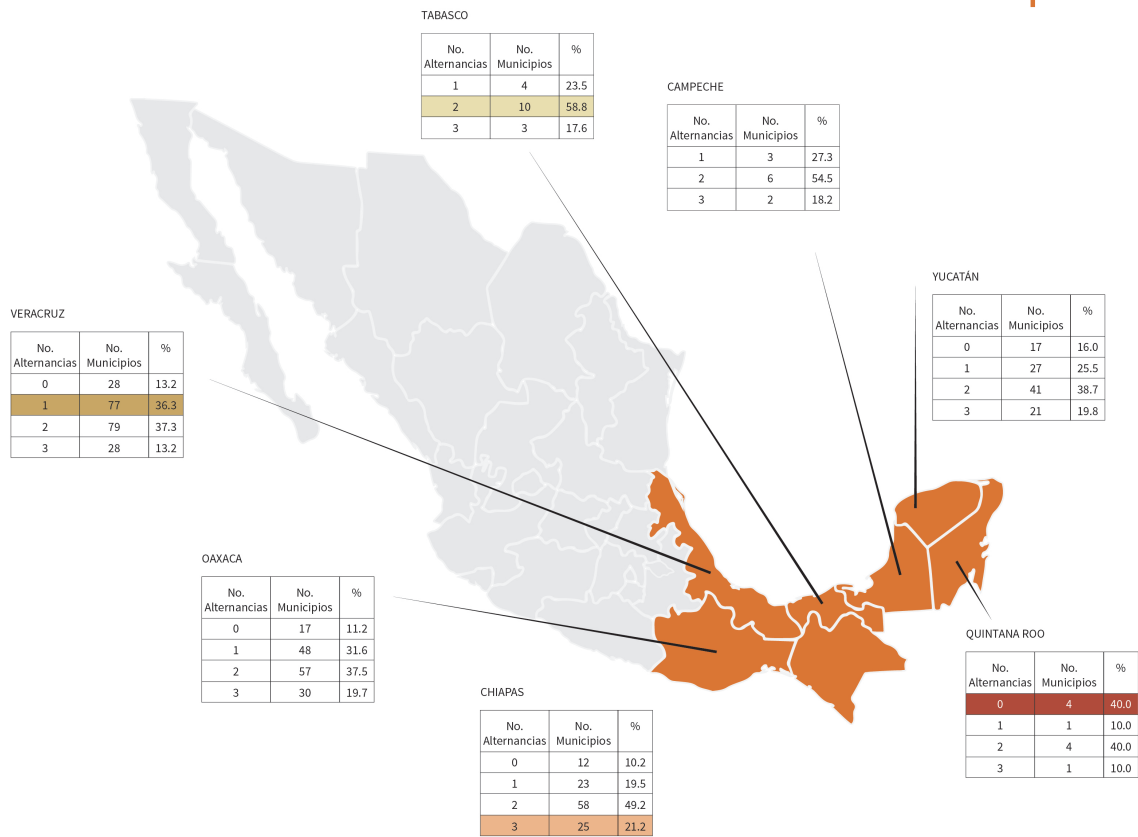 TABASCO
No. Alternancias No. Municipios %
1 4 23.5
2 10 58.8
3 3 17.6
CAMPECHE
No. Alternancias No. Municipios %
1 3 27.3
2 6 54.5
3 2 18.2
YUCATÁN
No. Alternancias No. Municipios %
0 17 16.0
1 27 25.5
2 41 38.7
3 21 19.8
VERACRUZ
No. Alternancias No. Municipios %
0 28 13.2
1 77 36.3
2 79 37.3
3 28 13.2
OAXACA
No. Alternancias No. Municipios %
0 17 11.2
1 48 31.6
2 57 37.5
3 30 19.7
QUINTANA ROO
No. Alternancias No. Municipios %
0 4 40.0
1 1 10.0
2 4 40.0
3 1 10.0
CHIAPAS
No. Alternancias No. Municipios %
0 12 10.2
1 23 19.5
2 58 49.2
3 25 21.2